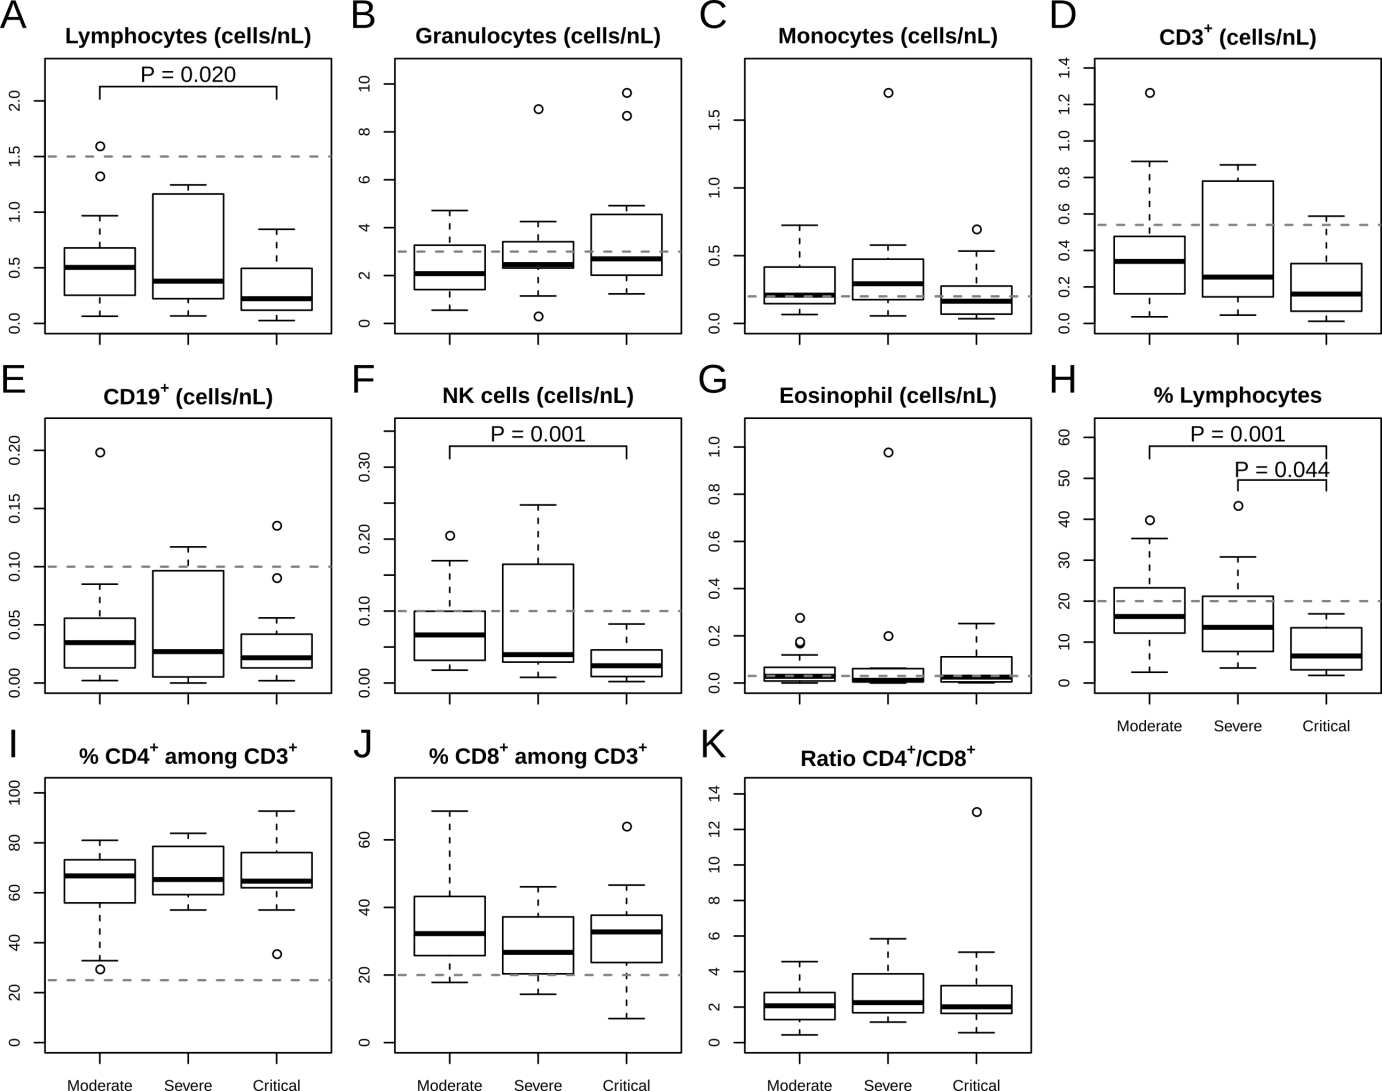 A
Lymphocytes (cells/nL)
P = 0.020
0.0 0.5 1.0 1.5 2.0
B
Granulocytes (cells/nL)
0 2 4 6 8 10
C
Monocytes (cells/nL)
0.0 0.5 1.0 1.5
D
CD3⁺ (cells/nL)
0.0 0.2 0.4 0.6 0.8 1.0 1.2 1.4
E
CD19⁺ (cells/nL)
0.00 0.05 0.10 0.15 0.20
F
NK cells (cells/nL)
P = 0.001
0.00 0.10 0.20 0.30
G
Eosinophil (cells/nL)
0.0 0.2 0.4 0.6 0.8 1.0
H
% Lymphocytes
P = 0.001
P = 0.044
0 10 20 30 40 50 60
Moderate Severe Critical
I
% CD4⁺ among CD3⁺
0 20 40 60 80 100
Moderate Severe Critical
J
% CD8⁺ among CD3⁺
0 20 40 60
Moderate Severe Critical
K
Ratio CD4⁺/CD8⁺
0 2 4 6 8 10 12 14
Moderate Severe Critical